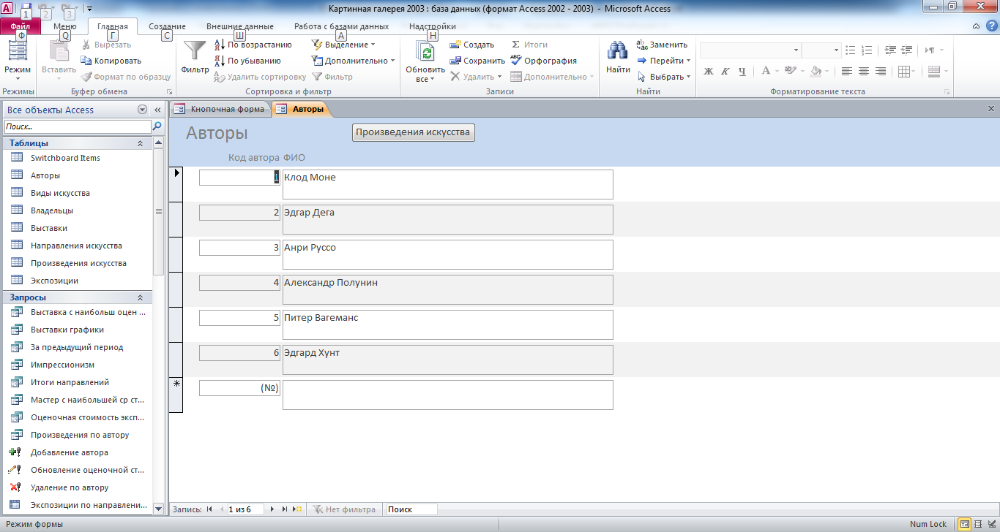 Картинная галерея 2003 : база данных (формат Access 2002 - 2003) - Microsoft Access
1 2 3
Файл Меню Главная Создание Внешние данные Работа с базами данных Надстройки
Ф Q Г С Ш А Н
Режим
Режимы
Вставить
Вырезать
Копировать
Формат по образцу
Буфер обмена
Фильтр
По возрастанию
По убыванию
Удалить сортировку
Выделение
Дополнительно
Фильтр
Сортировка и фильтр
Обновить
все
Создать
Сохранить
Удалить
Итоги
Орфография
Дополнительно
Записи
Найти
Заменить
Перейти
Выбрать
Найти
Ж К Ч A
Форматирование текста
Все объекты Access
Поиск...
Таблицы
Switchboard Items
Авторы
Виды искусства
Владельцы
Выставки
Направления искусства
Произведения искусства
Экспозиции
Запросы
Выставка с наибольш оцен ...
Выставки графики
За предыдущий период
Импрессионизм
Итоги направлений
Мастер с наибольшей ср ст...
Оценочная стоимость эксп...
Произведения по автору
Добавление автора
Обновление оценочной ст...
Удаление по автору
Экспозиции по направлени...
Кнопочная форма Авторы
Авторы Произведения искусства
Код автора ФИО
1 Клод Моне
2 Эдгар Дега
3 Анри Руссо
4 Александр Полунин
5 Питер Вагеманс
6 Эдгард Хунт
(№)
Запись: 1 из 6 Нет фильтра Поиск
Режим формы Num Lock